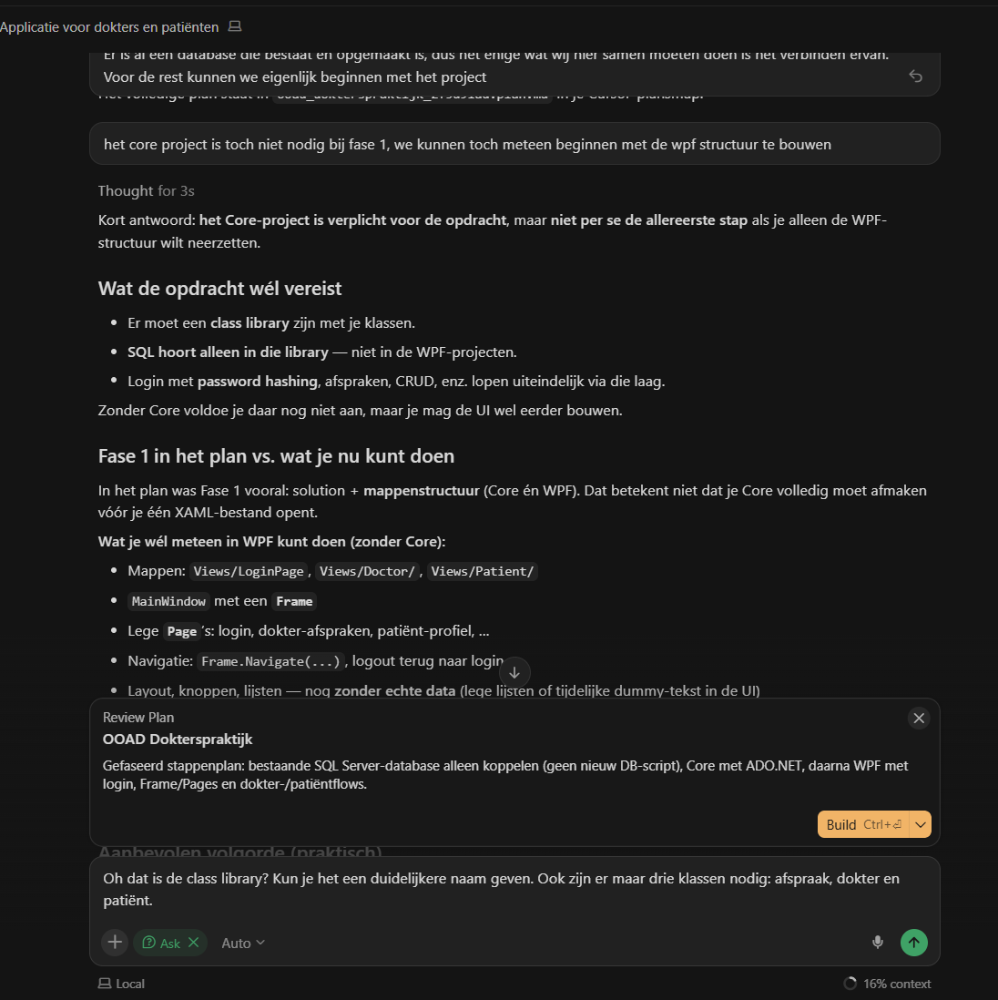 Applicatie voor dokters en patiënten
Er is al een database die bestaat en opgemaakt is, dus het enige wat wij hier samen moeten doen is het verbinden ervan.
Voor de rest kunnen we eigenlijk beginnen met het project
Het volledige plan staat in in je Cursor-plansmap.
het core project is toch niet nodig bij fase 1, we kunnen toch meteen beginnen met de wpf structuur te bouwen
Thought for 3s
Kort antwoord: het Core-project is verplicht voor de opdracht, maar niet per se de allereerste stap als je alleen de WPF-
structuur wilt neerzetten.
Wat de opdracht wél vereist
• Er moet een class library zijn met je klassen.
• SQL hoort alleen in die library — niet in de WPF-projecten.
• Login met password hashing, afspraken, CRUD, enz. lopen uiteindelijk via die laag.
Zonder Core voldoe je daar nog niet aan, maar je mag de UI wel eerder bouwen.
Fase 1 in het plan vs. wat je nu kunt doen
In het plan was Fase 1 vooral: solution + mappenstructuur (Core én WPF). Dat betekent niet dat je Core volledig moet afmaken
vóór je één XAML-bestand opent.
Wat je wél meteen in WPF kunt doen (zonder Core):
• Mappen: Views/LoginPage, Views/Doctor/, Views/Patient/
• MainWindow met een Frame
• Lege Page's: login, dokter-afspraken, patiënt-profiel, ...
• Navigatie: Frame.Navigate(...), logout terug naar login
• Layout, knoppen, lijsten — nog zonder echte data (lege lijsten of tijdelijke dummy-tekst in de UI)
Review Plan
OOAD Dokterspraktijk
Gefaseerd stappenplan: bestaande SQL Server-database alleen koppelen (geen nieuw DB-script), Core met ADO.NET, daarna WPF met
login, Frame/Pages en dokter-/patiëntflows.
Build Ctrl+⏎
Aanbevolen volgorde (praktisch)
Oh dat is de class library? Kun je het een duidelijkere naam geven. Ook zijn er maar drie klassen nodig: afspraak, dokter en
patiënt.
Ask
Auto
Local
16% context